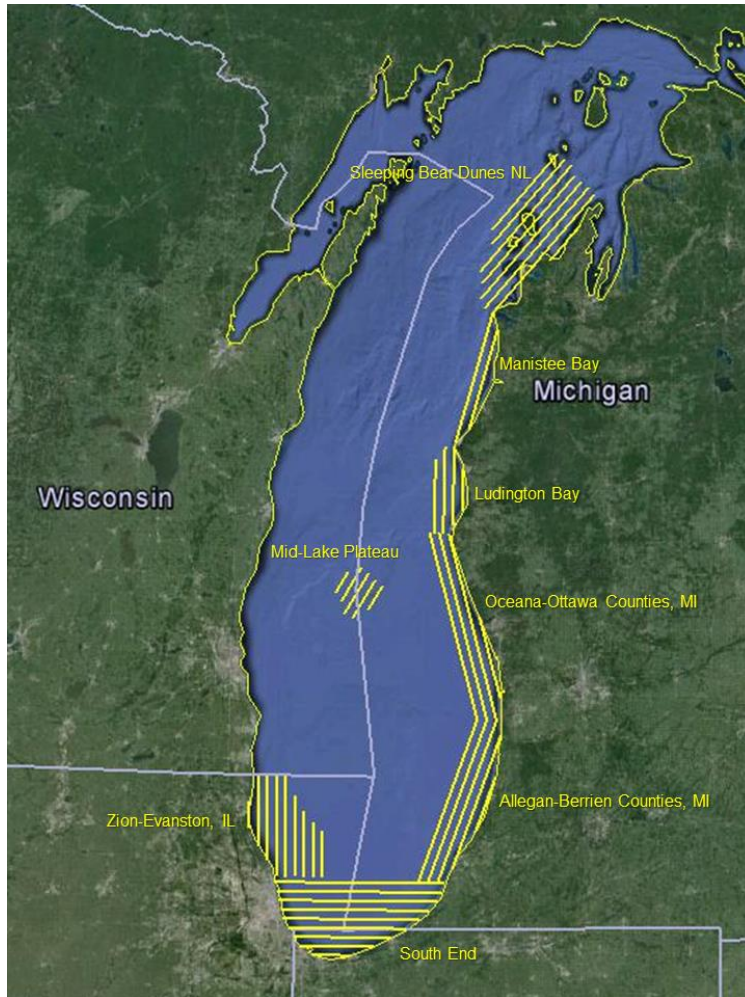 Sleeping Bear Dunes NL
Manistee Bay
Michigan
Wisconsin
Ludington Bay
Mid-Lake Plateau
Oceana-Ottawa Counties, MI
Allegan-Berrien Counties, MI
Zion-Evanston, IL
South End